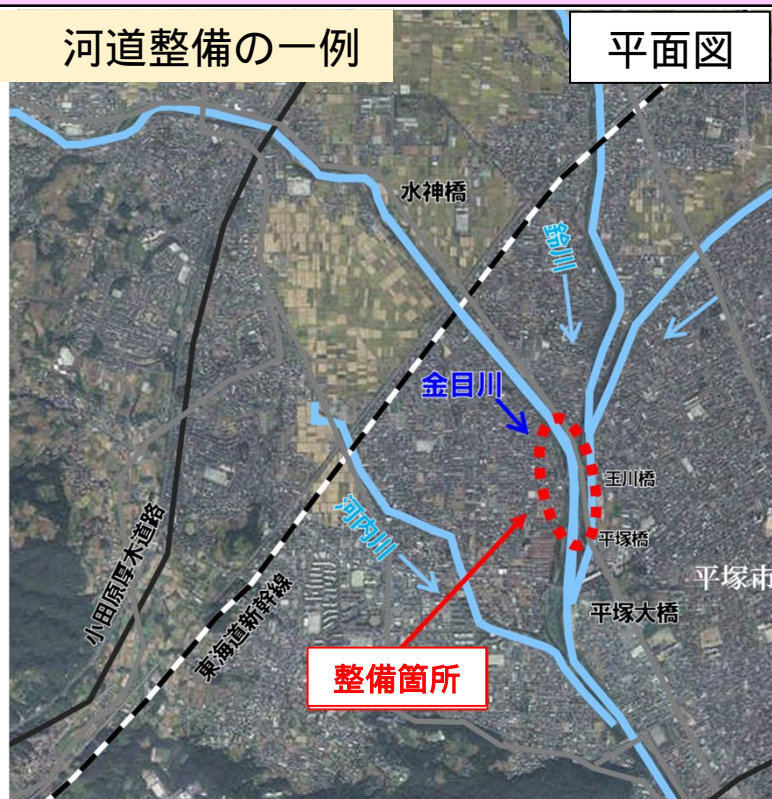 河道整備の一例
平面図
水神橋
鈴川
金目川
玉川橋
河内川
平塚橋
平塚市
小田原厚木道路
東海道新幹線
平塚大橋
整備箇所